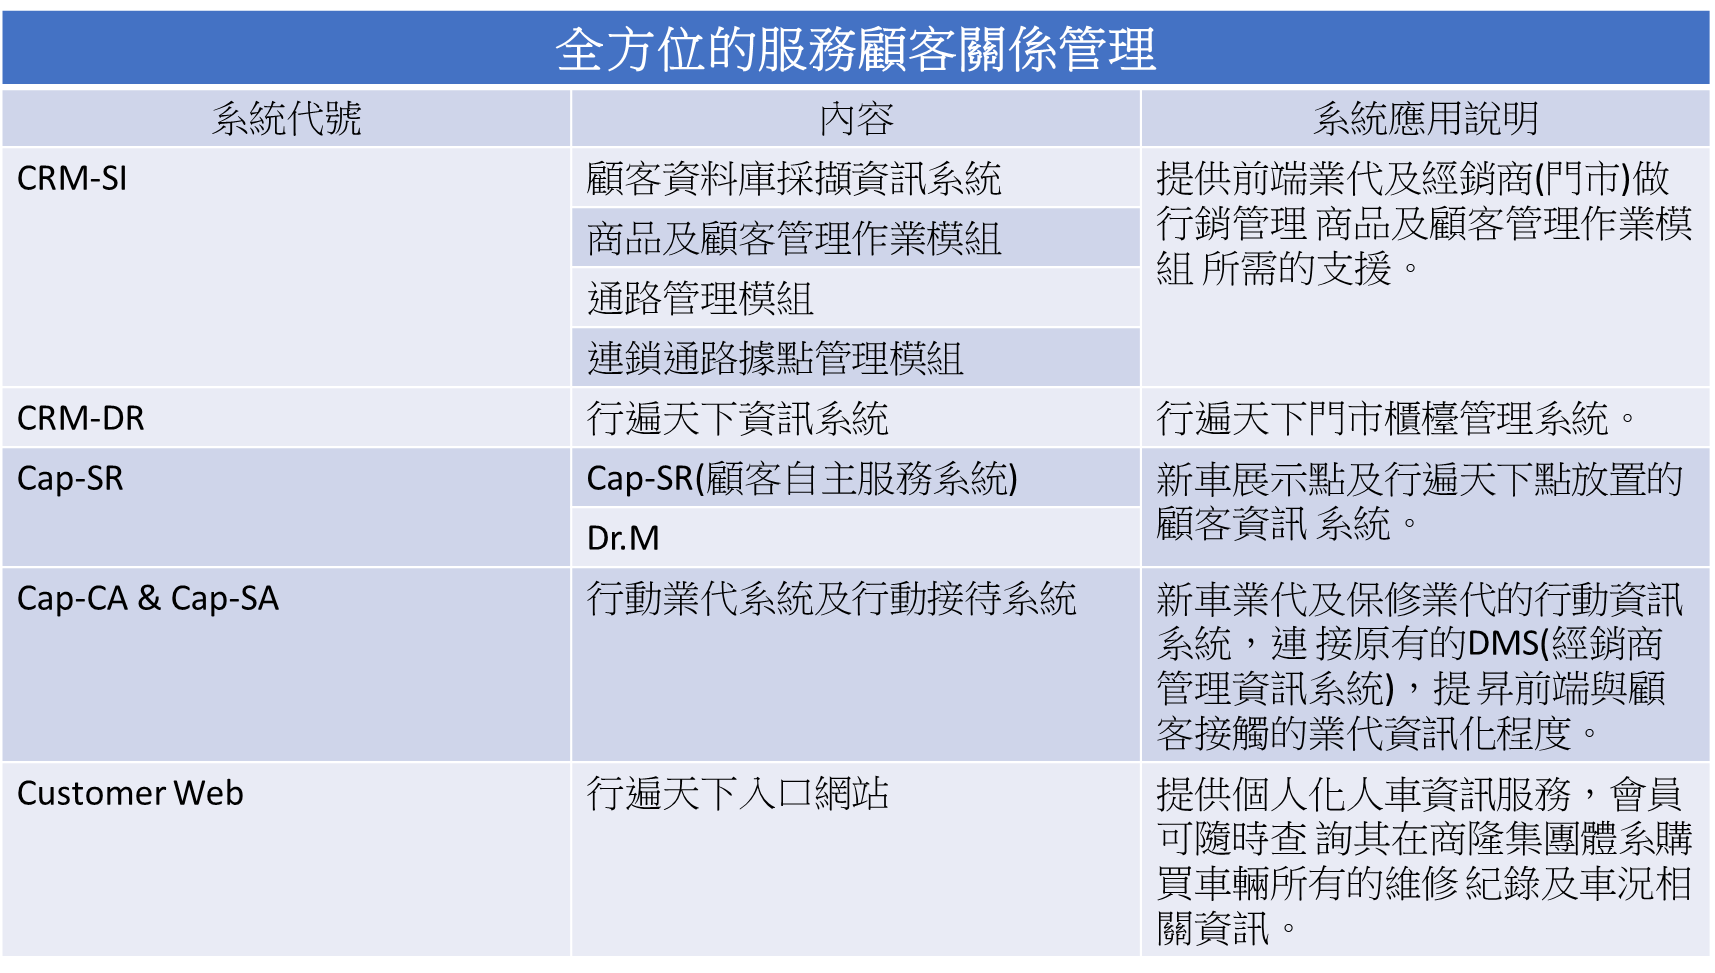 全方位的服務顧客關係管理
系統代號
內容
系統應用說明
CRM-SI
顧客資料庫採擷資訊系統
商品及顧客管理作業模組
通路管理模組
連鎖通路據點管理模組
提供前端業代及經銷商(門市)做
行銷管理 商品及顧客管理作業模
組 所需的支援。
CRM-DR
行遍天下資訊系統
行遍天下門市櫃檯管理系統。
Cap-SR
Cap-SR(顧客自主服務系統)
Dr.M
新車展示點及行遍天下點放置的
顧客資訊 系統。
Cap-CA & Cap-SA
行動業代系統及行動接待系統
新車業代及保修業代的行動資訊
系統，連 接原有的DMS(經銷商
管理資訊系統)，提 昇前端與顧
客接觸的業代資訊化程度。
Customer Web
行遍天下入口網站
提供個人化人車資訊服務，會員
可隨時查 詢其在商隆集團體系購
買車輛所有的維修 紀錄及車況相
關資訊。